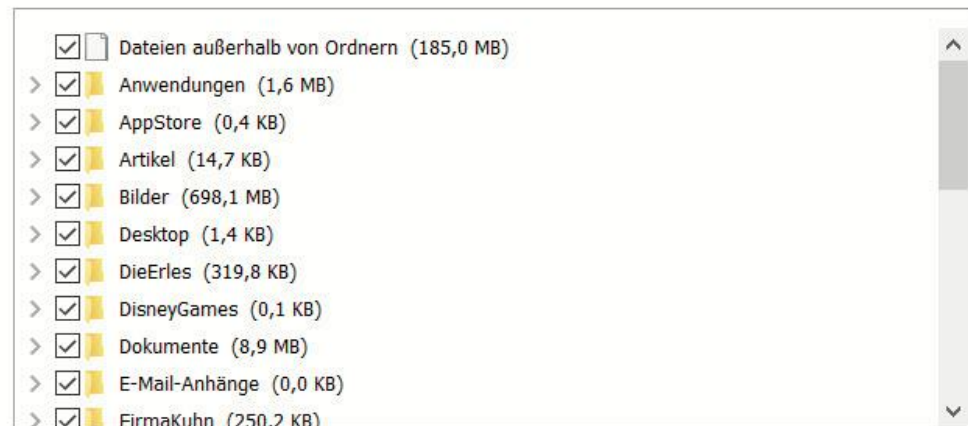 Dateien außerhalb von Ordnern (185,0 MB)
Anwendungen (1,6 MB)
AppStore (0,4 KB)
Artikel (14,7 KB)
Bilder (698,1 MB)
Desktop (1,4 KB)
DieErles (319,8 KB)
DisneyGames (0,1 KB)
Dokumente (8,9 MB)
E-Mail-Anhänge (0,0 KB)
FirmaKuhn (250,2 KB)